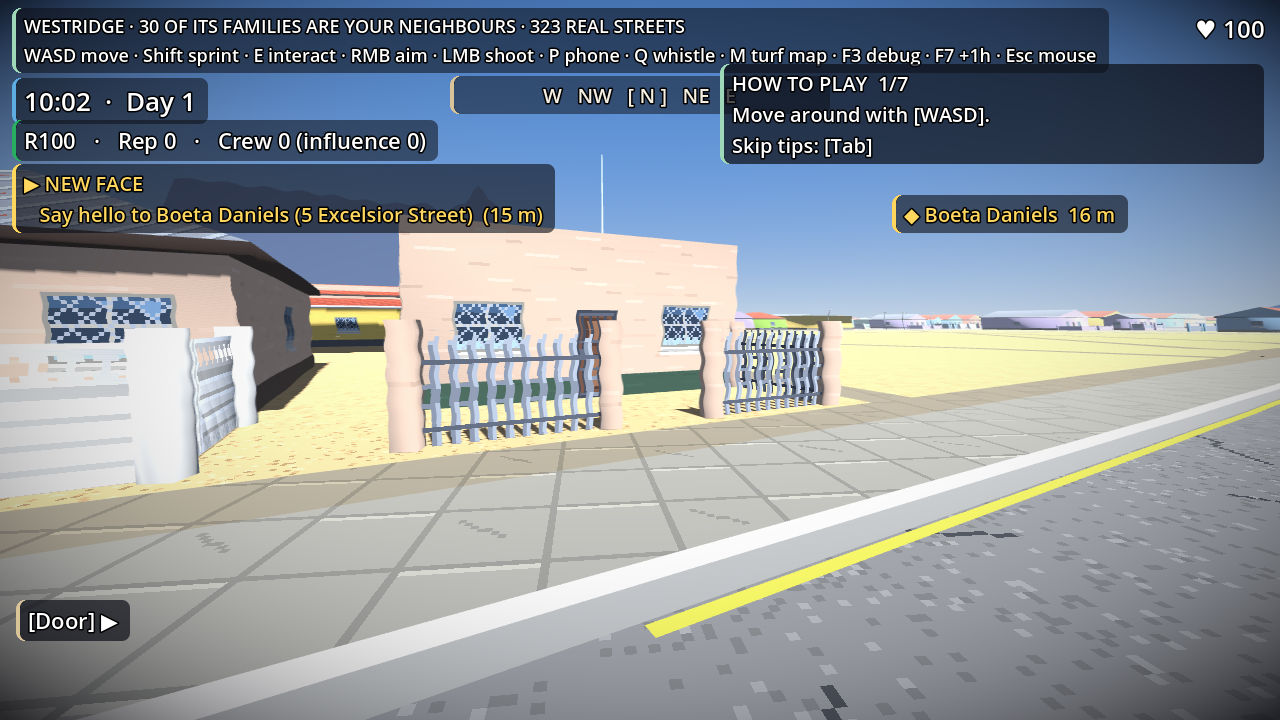 WESTRIDGE · 30 OF ITS FAMILIES ARE YOUR NEIGHBOURS · 323 REAL STREETS
WASD move · Shift sprint · E interact · RMB aim · LMB shoot · P phone · Q whistle · M turf map · F3 debug · F7 +1h · Esc mouse
♥ 100
10:02 · Day 1
W NW [ N ] NE E
HOW TO PLAY 1/7
Move around with [WASD].
Skip tips: [Tab]
R100 · Rep 0 · Crew 0 (influence 0)
▶ NEW FACE
Say hello to Boeta Daniels (5 Excelsior Street) (15 m)
◆ Boeta Daniels 16 m
[Door] ▶